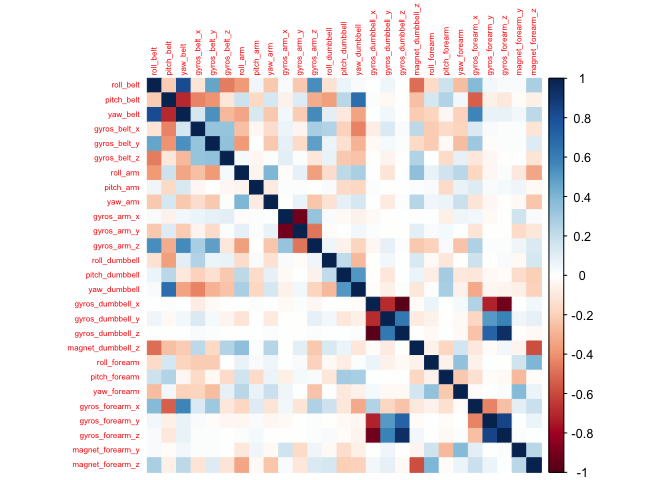 roll_belt
pitch_belt
yaw_belt
gyros_belt_x
gyros_belt_y
gyros_belt_z
roll_arm
pitch_arm
yaw_arm
gyros_arm_x
gyros_arm_y
gyros_arm_z
roll_dumbbell
pitch_dumbbell
yaw_dumbbell
gyros_dumbbell_x
gyros_dumbbell_y
gyros_dumbbell_z
magnet_dumbbell_z
roll_forearm
pitch_forearm
yaw_forearm
gyros_forearm_x
gyros_forearm_y
gyros_forearm_z
magnet_forearm_y
magnet_forearm_z
roll_belt
pitch_belt
yaw_belt
gyros_belt_x
gyros_belt_y
gyros_belt_z
roll_arm
pitch_arm
yaw_arm
gyros_arm_x
gyros_arm_y
gyros_arm_z
roll_dumbbell
pitch_dumbbell
yaw_dumbbell
gyros_dumbbell_x
gyros_dumbbell_y
gyros_dumbbell_z
magnet_dumbbell_z
roll_forearm
pitch_forearm
yaw_forearm
gyros_forearm_x
gyros_forearm_y
gyros_forearm_z
magnet_forearm_y
magnet_forearm_z
1
0.8
0.6
0.4
0.2
0
-0.2
-0.4
-0.6
-0.8
-1